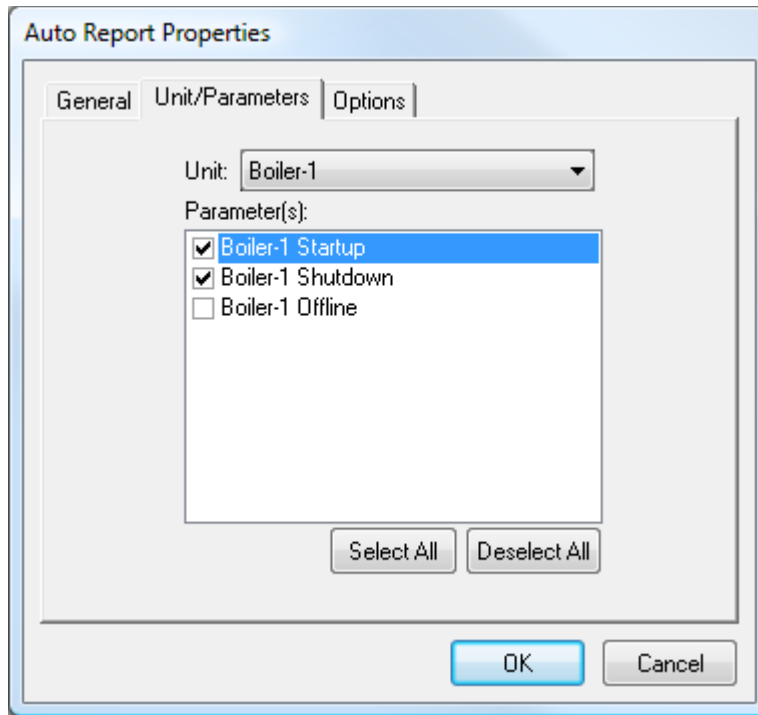 Auto Report Properties
General Unit/Parameters Options
Unit: Boiler-1
Parameter(s):
Boiler-1 Startup
Boiler-1 Shutdown
Boiler-1 Offline
Select All Deselect All
OK Cancel